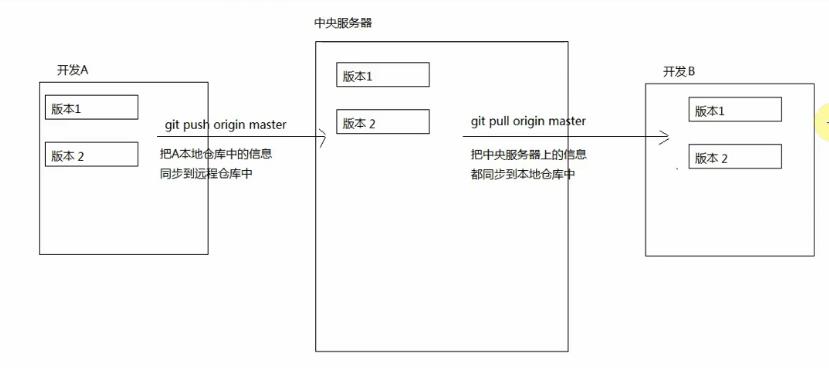 中央服务器
开发A
版本1
版本 2
git push origin master
把A本地仓库中的信息
同步到远程仓库中
版本1
版本 2
git pull origin master
把中央服务器上的信息
都同步到本地仓库中
开发B
版本1
版本 2